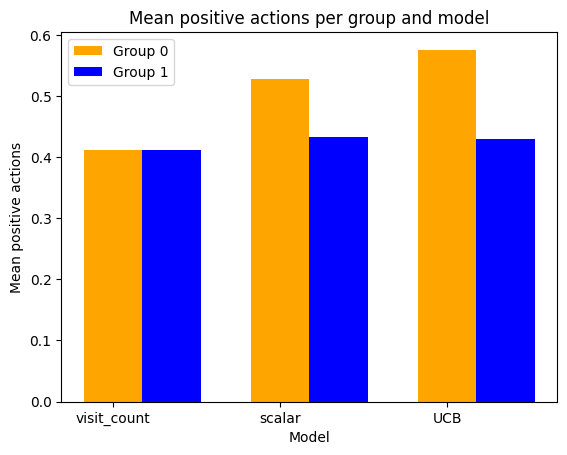 Mean positive actions per group and model
Group 0
Group 1
Mean positive actions
0.6
0.5
0.4
0.3
0.2
0.1
0.0
visit_count
scalar
UCB
Model